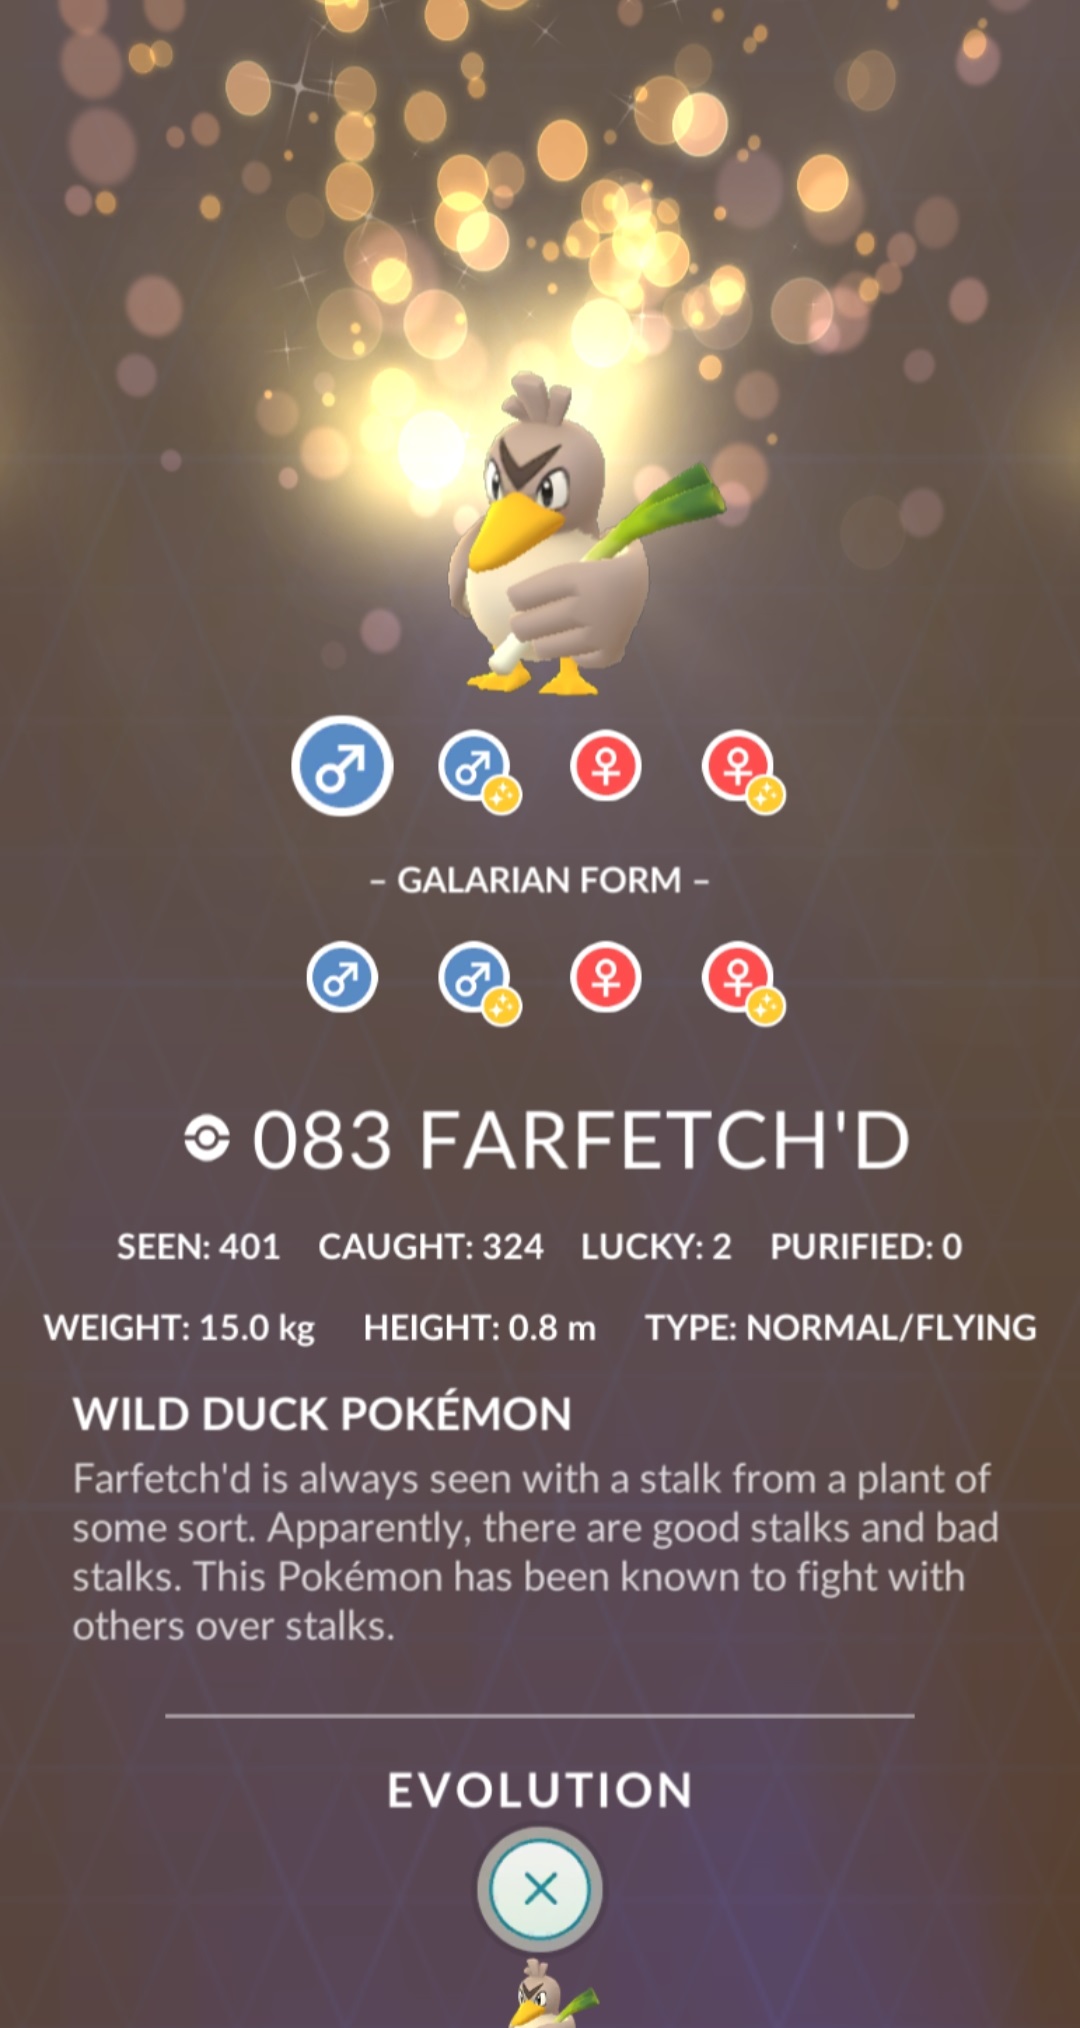 – GALARIAN FORM –
083 FARFETCH'D
SEEN: 401 CAUGHT: 324 LUCKY: 2 PURIFIED: 0
WEIGHT: 15.0 kg HEIGHT: 0.8 m TYPE: NORMAL/FLYING
WILD DUCK POKÉMON
Farfetch'd is always seen with a stalk from a plant of
some sort. Apparently, there are good stalks and bad
stalks. This Pokémon has been known to fight with
others over stalks.
EVOLUTION